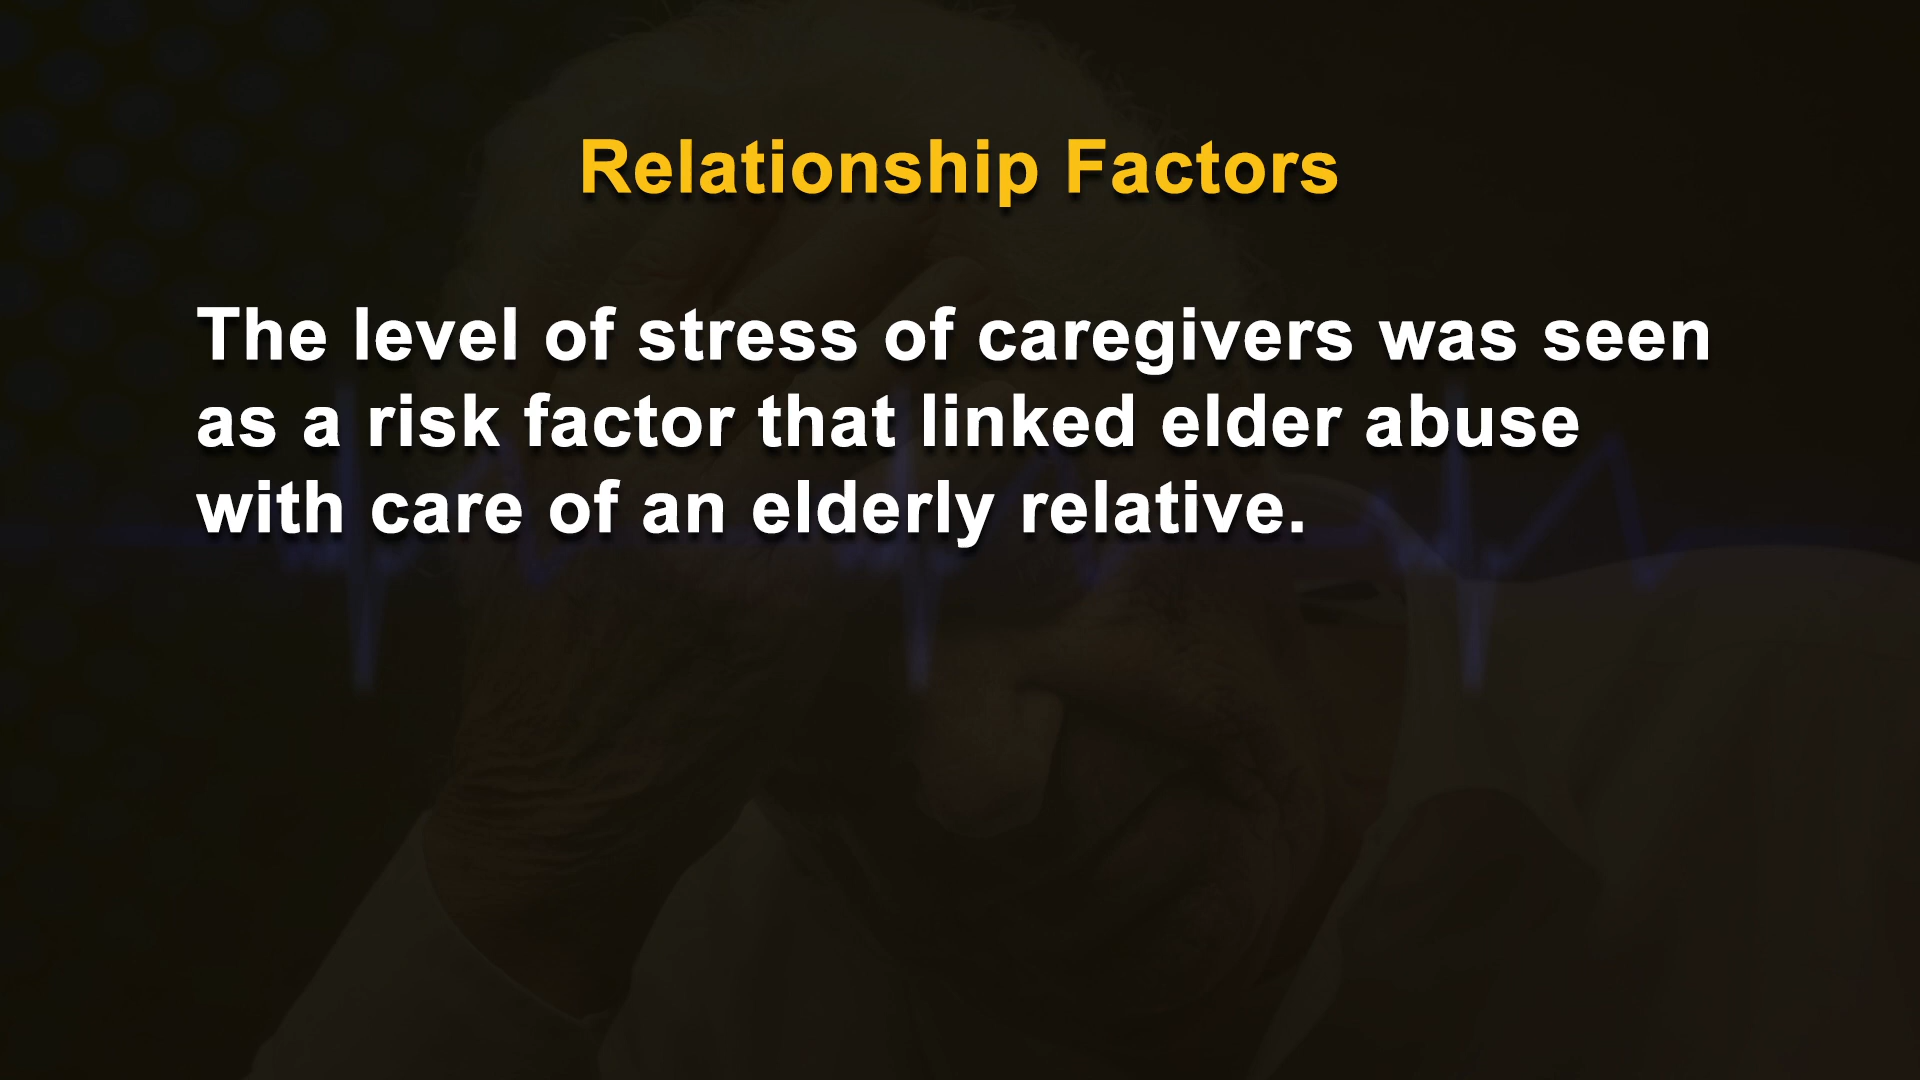 Relationship Factors
The level of stress of caregivers was seen
as a risk factor that linked elder abuse
with care of an elderly relative.